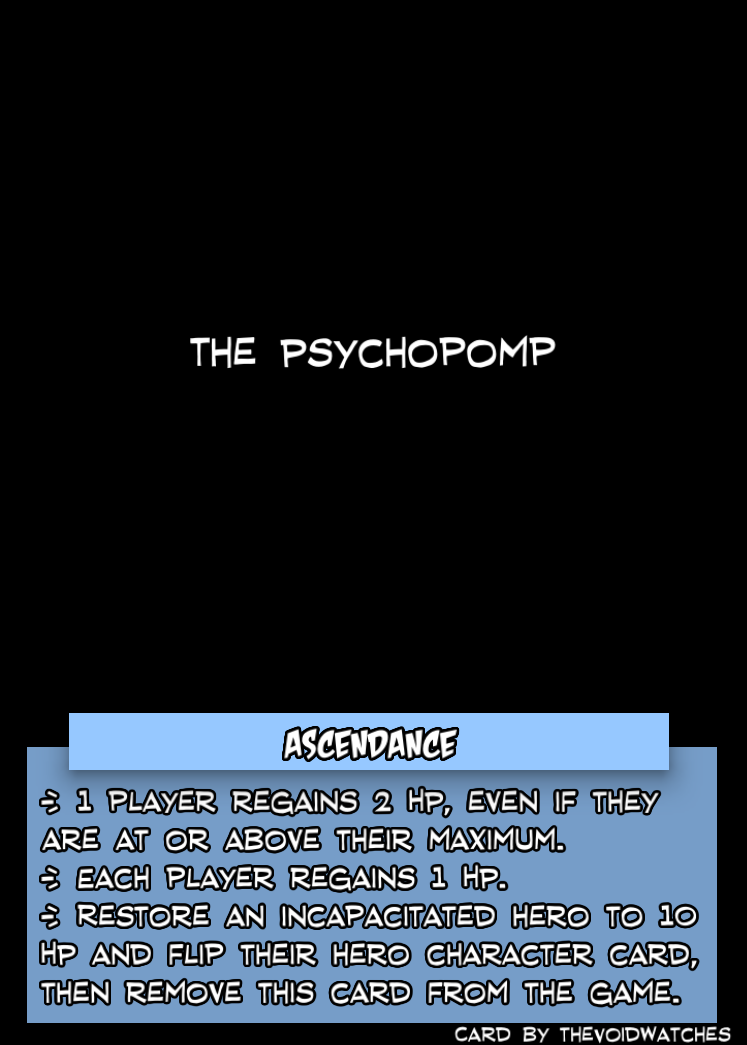 THE PSYCHOPOMP
ASCENDANCE
1 PLAYER REGAINS 2 HP, EVEN IF THEY
ARE AT OR ABOVE THEIR MAXIMUM.
EACH PLAYER REGAINS 1 HP.
RESTORE AN INCAPACITATED HERO TO 10
HP AND FLIP THEIR HERO CHARACTER CARD,
THEN REMOVE THIS CARD FROM THE GAME.
CARD BY THEVOIDWATCHES